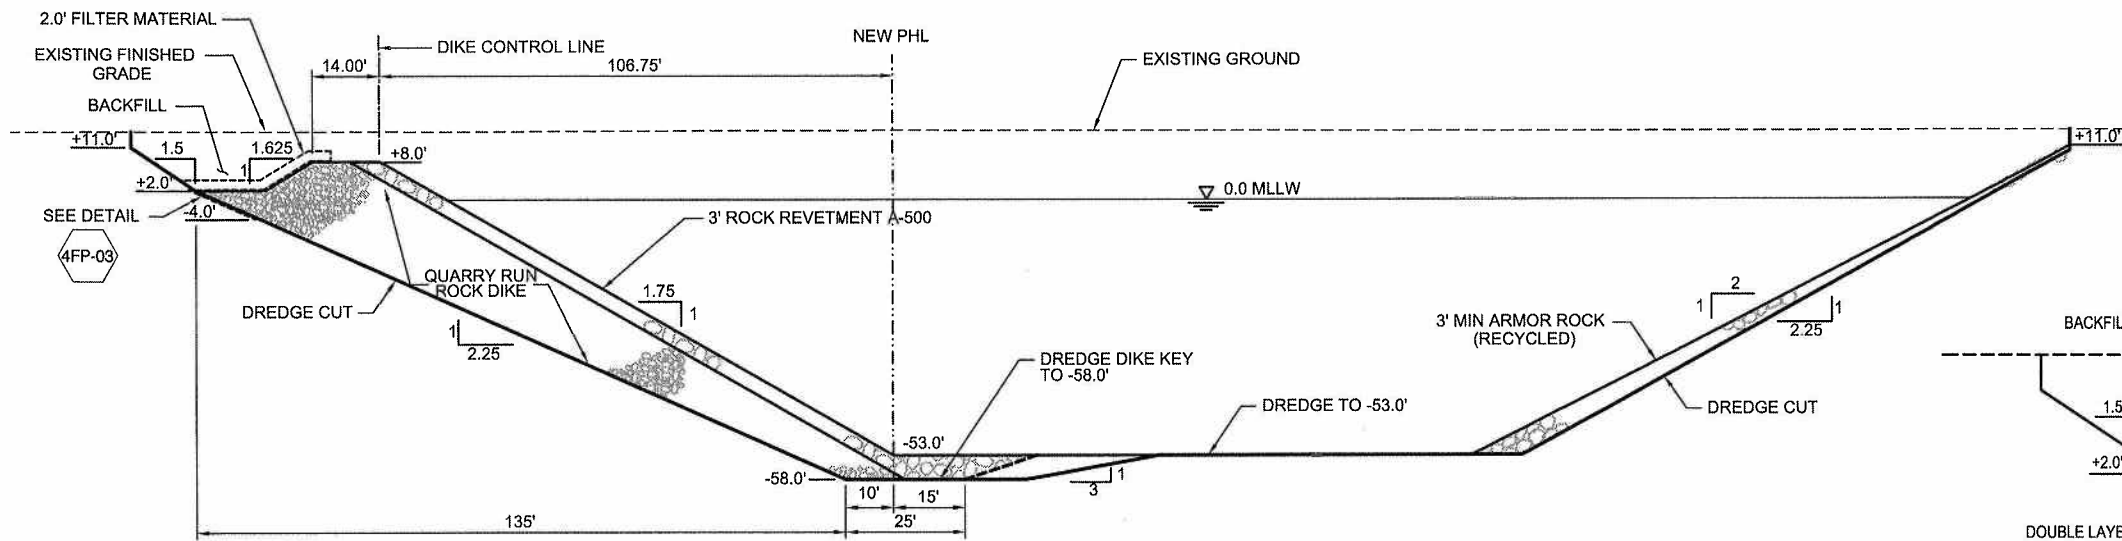 2.0' FILTER MATERIAL
EXISTING FINISHED
GRADE
BACKFILL
14.00'
DIKE CONTROL LINE
106.75'
NEW PHL
EXISTING GROUND
+11.0'
1.5
1
1.625
+8.0'
+2.0'
-4.0'
SEE DETAIL
4FP-03
0.0 MLLW
+11.0'
3' ROCK REVETMENT A-500
QUARRY RUN
ROCK DIKE
DREDGE CUT
1
2.25
1.75
1
DREDGE DIKE KEY
TO -58.0'
-53.0'
-58.0'
10'
15'
25'
135'
DREDGE TO -53.0'
1
3
3' MIN ARMOR ROCK
(RECYCLED)
1
2
1
2.25
DREDGE CUT
BACKFIL
1.5
+2.0'
DOUBLE LAYE